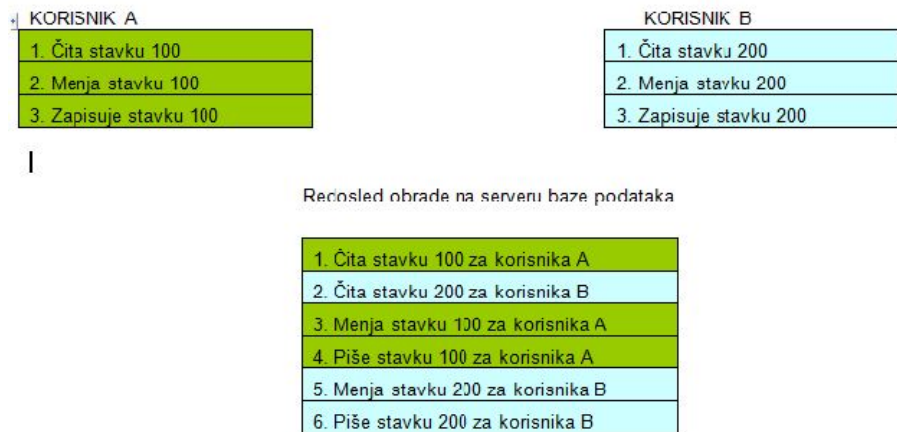 KORISNIK A
1. Čita stavku 100
2. Menja stavku 100
3. Zapisuje stavku 100
KORISNIK B
1. Čita stavku 200
2. Menja stavku 200
3. Zapisuje stavku 200
Redosled obrade na serveru baze podataka
1. Čita stavku 100 za korisnika A
2. Čita stavku 200 za korisnika B
3. Menja stavku 100 za korisnika A
4. Piše stavku 100 za korisnika A
5. Menja stavku 200 za korisnika B
6. Piše stavku 200 za korisnika B